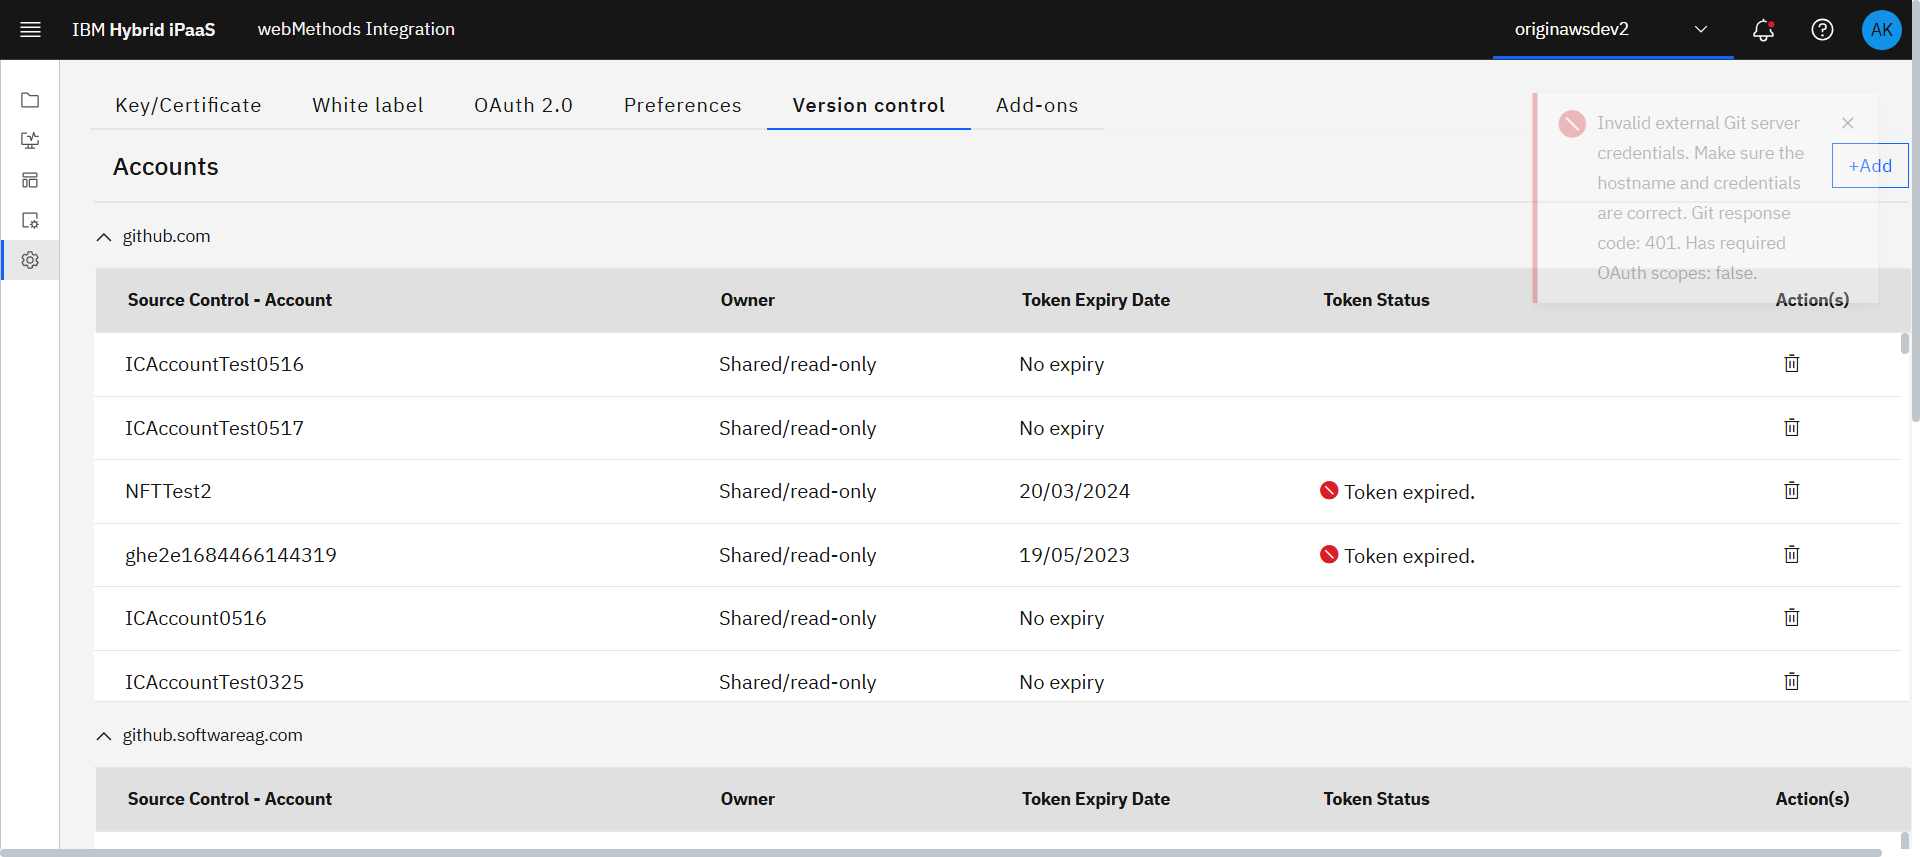 IBM Hybrid iPaaS webMethods Integration originawsdev2 AK
Key/Certificate White label OAuth 2.0 Preferences Version control Add-ons
Invalid external Git server
credentials. Make sure the
hostname and credentials
are correct. Git response
code: 401. Has required
OAuth scopes: false.
Accounts
+Add
github.com
Source Control - Account Owner Token Expiry Date Token Status Action(s)
ICAccountTest0516 Shared/read-only No expiry
ICAccountTest0517 Shared/read-only No expiry
NFTTest2 Shared/read-only 20/03/2024 Token expired.
ghe2e1684466144319 Shared/read-only 19/05/2023 Token expired.
ICAccount0516 Shared/read-only No expiry
ICAccountTest0325 Shared/read-only No expiry
github.softwareag.com
Source Control - Account Owner Token Expiry Date Token Status Action(s)